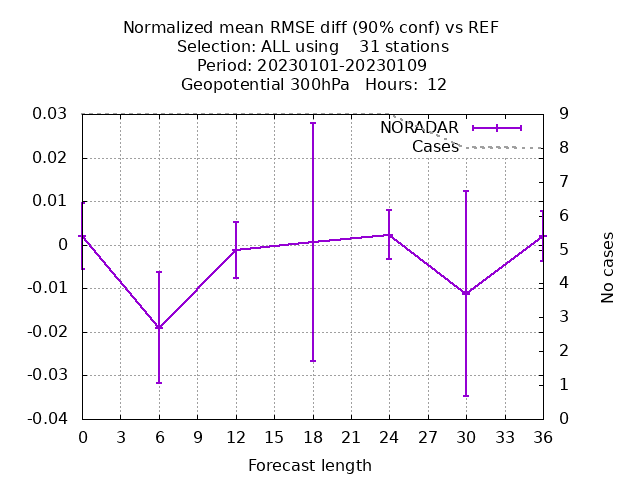 Normalized mean RMSE diff (90% conf) vs REF
Selection: ALL using    31 stations
Period: 20230101-20230109
Geopotential 300hPa   Hours:  12
0.03
0.02
0.01
0
-0.01
-0.02
-0.03
-0.04
NORADAR
Cases
9
8
7
6
5
4
3
2
1
0
No cases
0 3 6 9 12 15 18 21 24 27 30 33 36
Forecast length